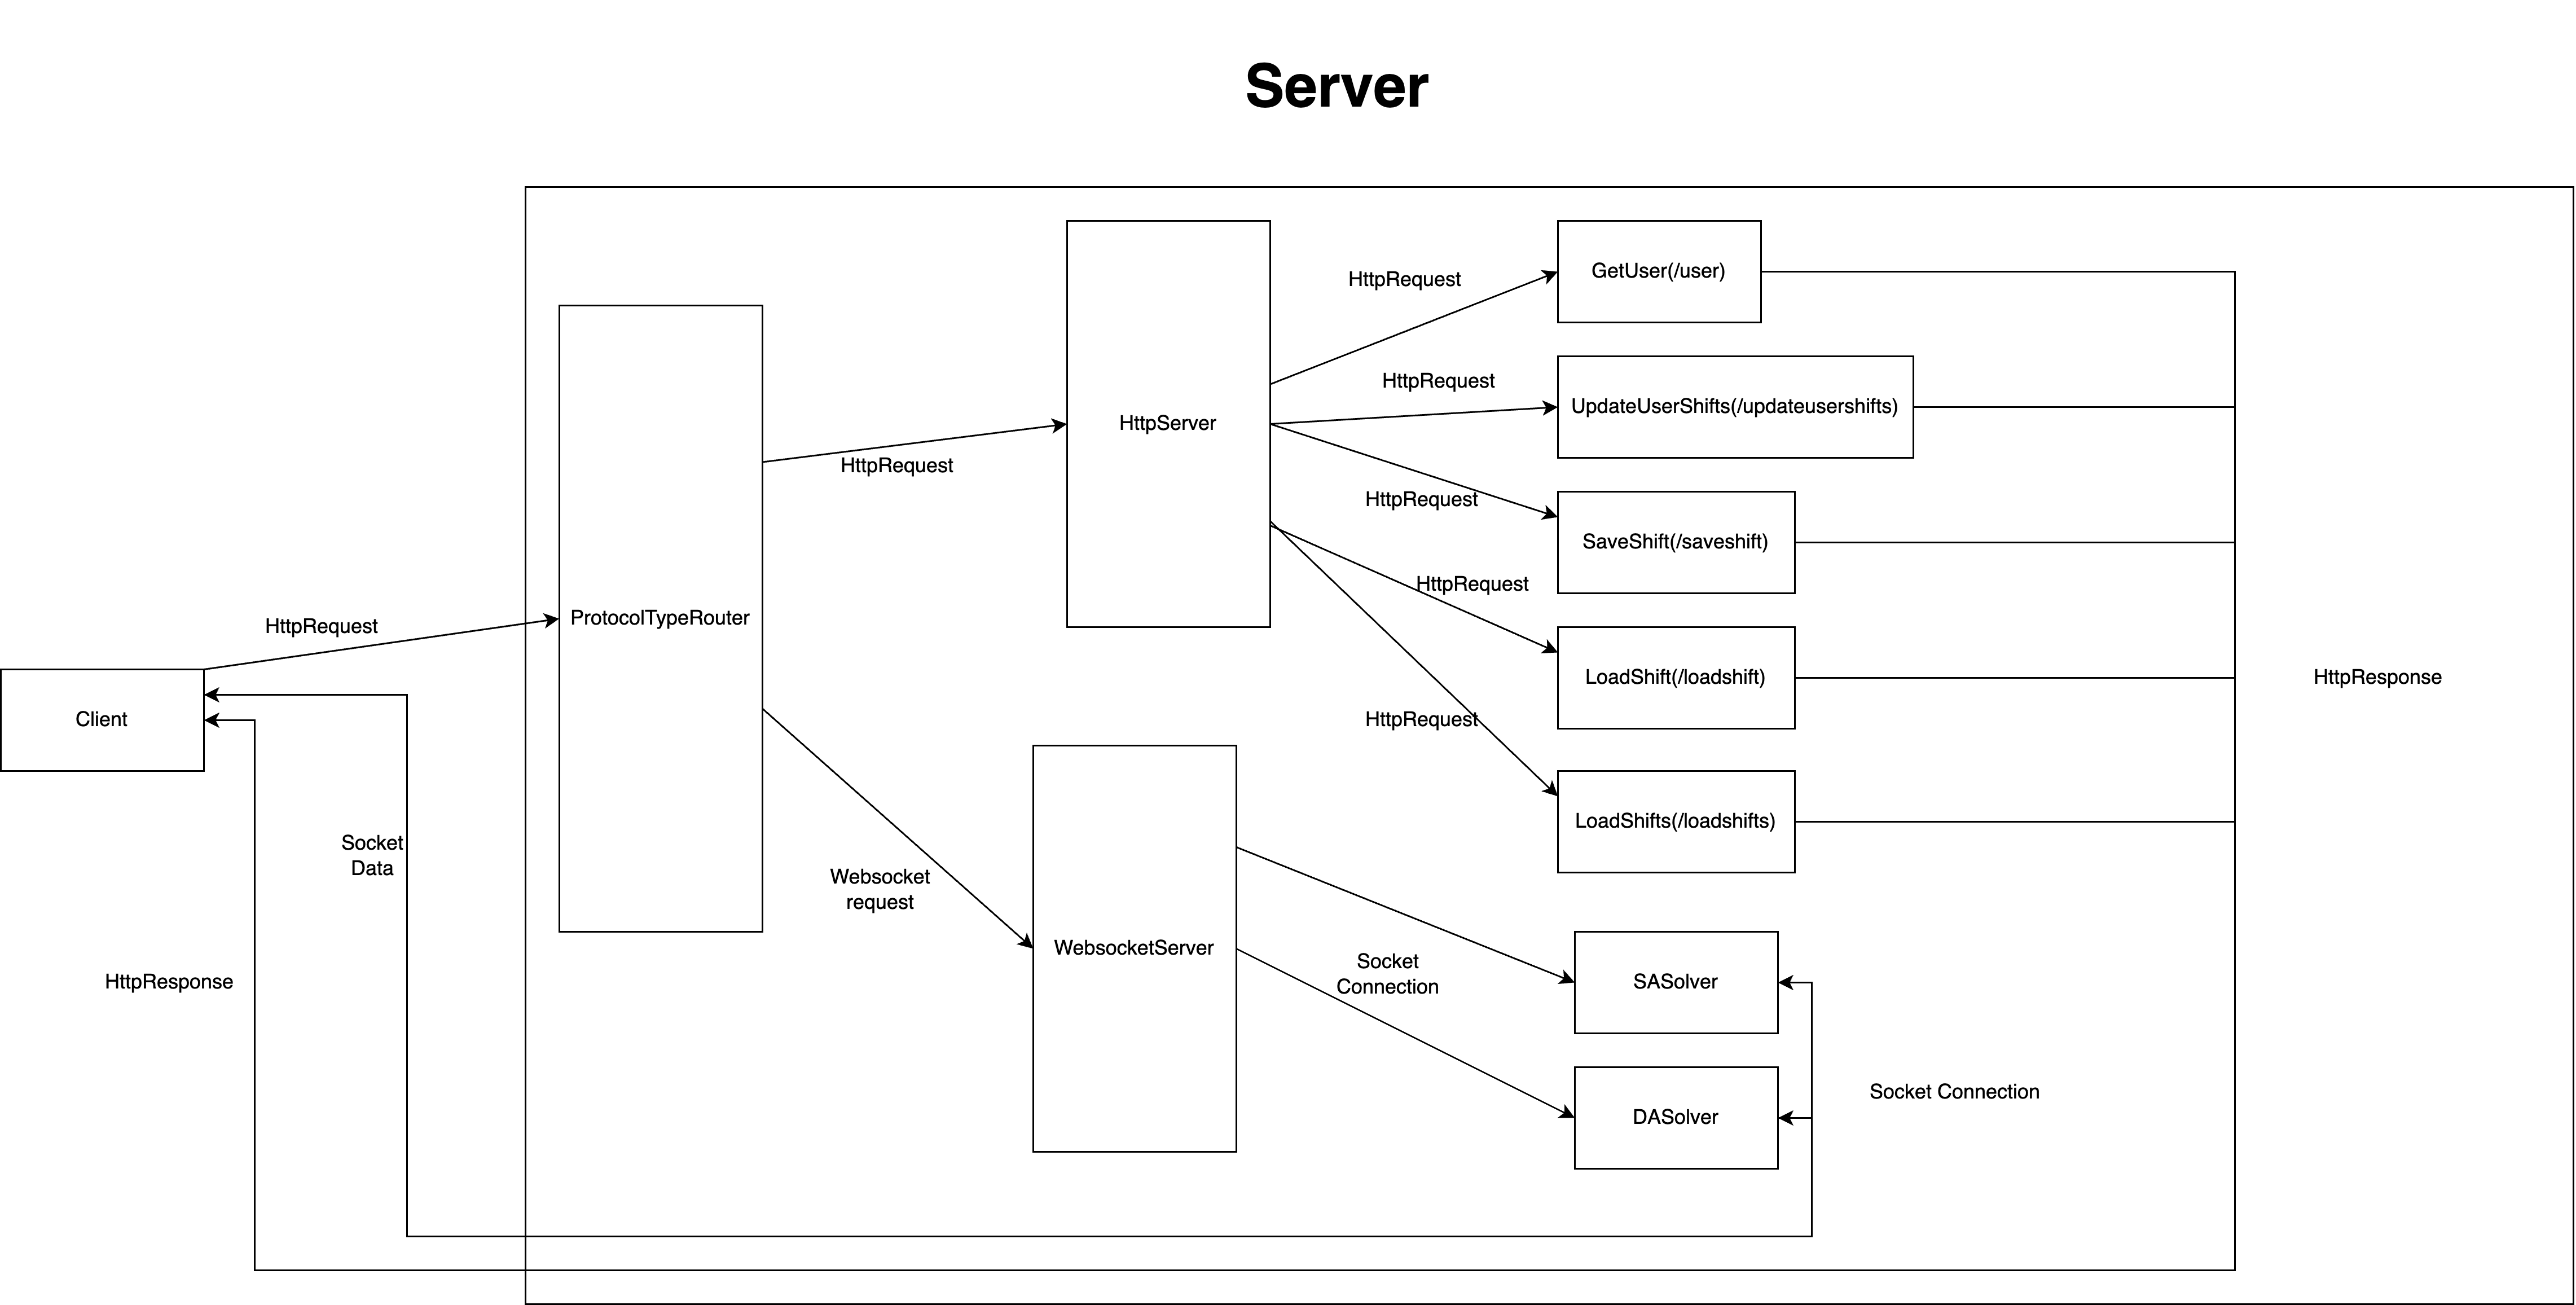 Server
HttpRequest
GetUser(/user)
HttpRequest
UpdateUserShifts(/updateusershifts)
HttpServer
HttpRequest
HttpRequest
SaveShift(/saveshift)
HttpRequest
ProtocolTypeRouter
HttpRequest
LoadShift(/loadshift)
HttpResponse
Client
HttpRequest
LoadShifts(/loadshifts)
Socket
Data
Websocket
request
WebsocketServer
Socket
Connection
SASolver
HttpResponse
Socket Connection
DASolver